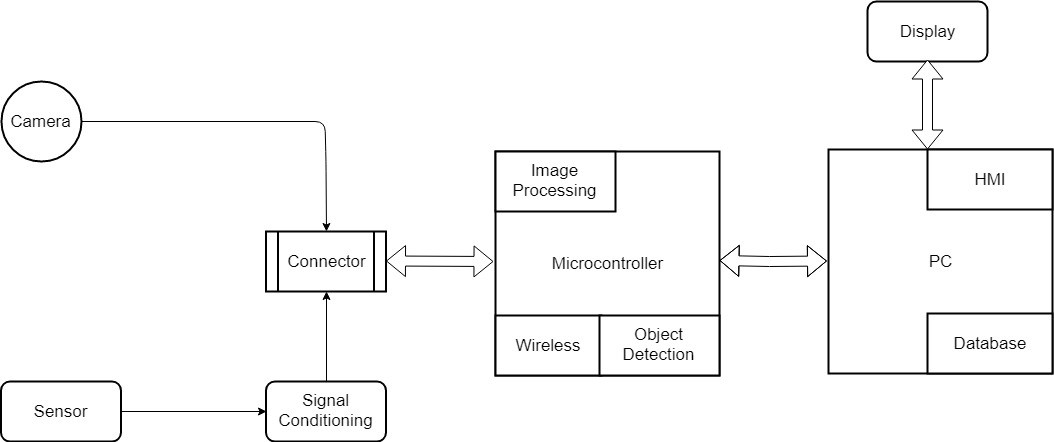 Display
Camera
Image
Processing
HMI
Connector
Microcontroller
PC
Wireless
Object
Detection
Database
Sensor
Signal
Conditioning